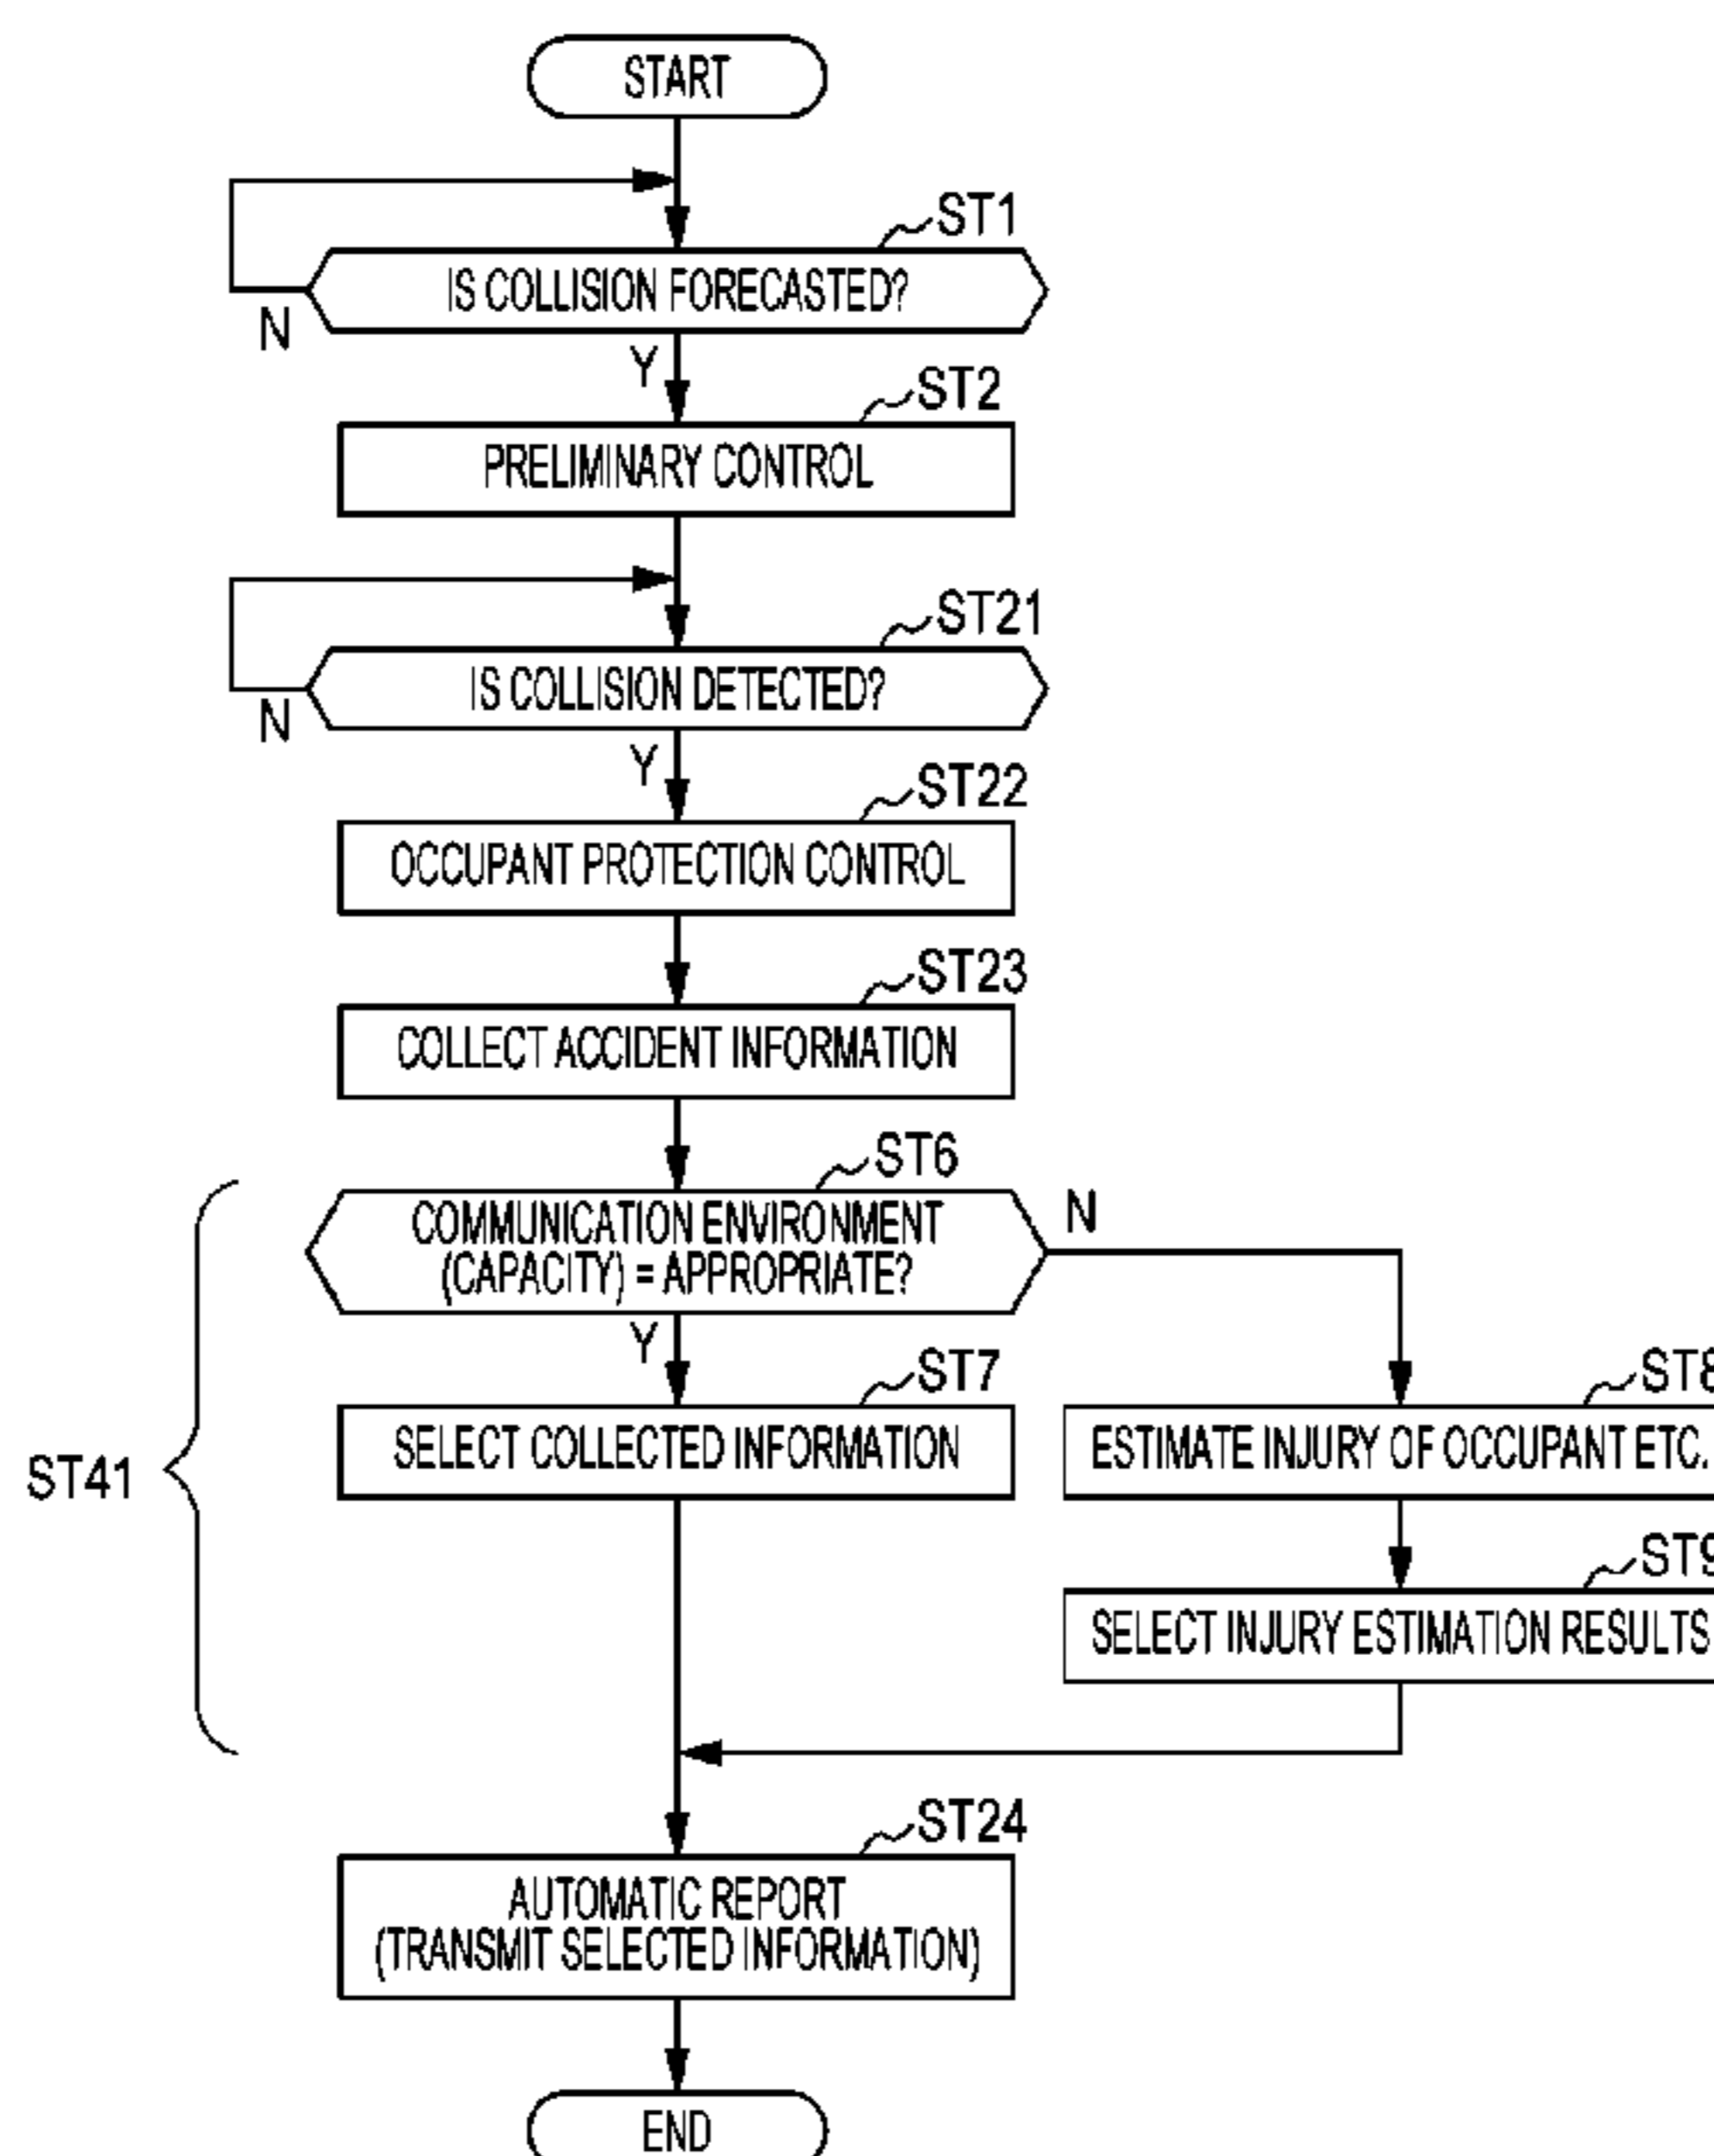 START
ST1
IS COLLISION FORECASTED?
N
Y
ST2
PRELIMINARY CONTROL
ST21
IS COLLISION DETECTED?
N
Y
ST22
OCCUPANT PROTECTION CONTROL
ST23
COLLECT ACCIDENT INFORMATION
ST6
COMMUNICATION ENVIRONMENT
(CAPACITY) = APPROPRIATE?
N
Y
ST7
SELECT COLLECTED INFORMATION
ST8
ESTIMATE INJURY OF OCCUPANT ETC.
ST41
ST9
SELECT INJURY ESTIMATION RESULTS
ST24
AUTOMATIC REPORT
(TRANSMIT SELECTED INFORMATION)
END